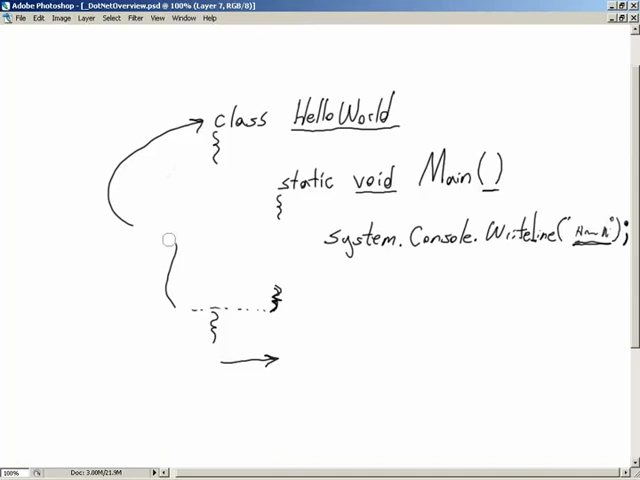 Adobe Photoshop - [_DotNetOverview.psd @ 100% (Layer 7, RGB/8)]
File Edit Image Layer Select Filter View Window Help
class HelloWorld
{
static void Main()
{
System.Console.WriteLine(" ");
}
}
100% Doc: 3.00M/21.9M